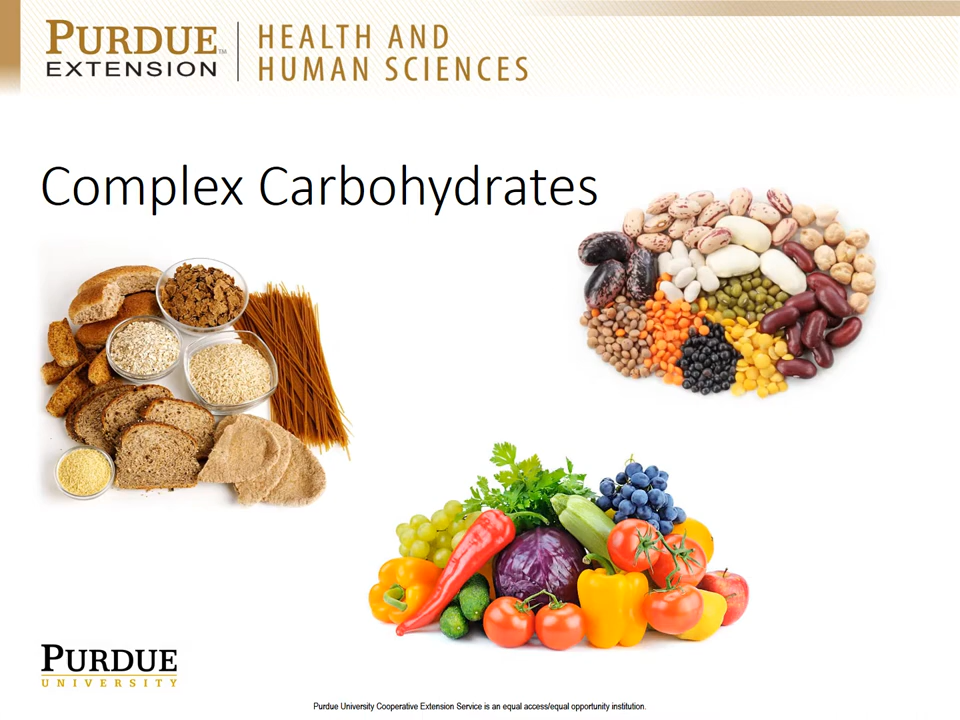 PURDUE™
EXTENSION
HEALTH AND
HUMAN SCIENCES
Complex Carbohydrates
PURDUE
UNIVERSITY
Purdue University Cooperative Extension Service is an equal access/equal opportunity institution.